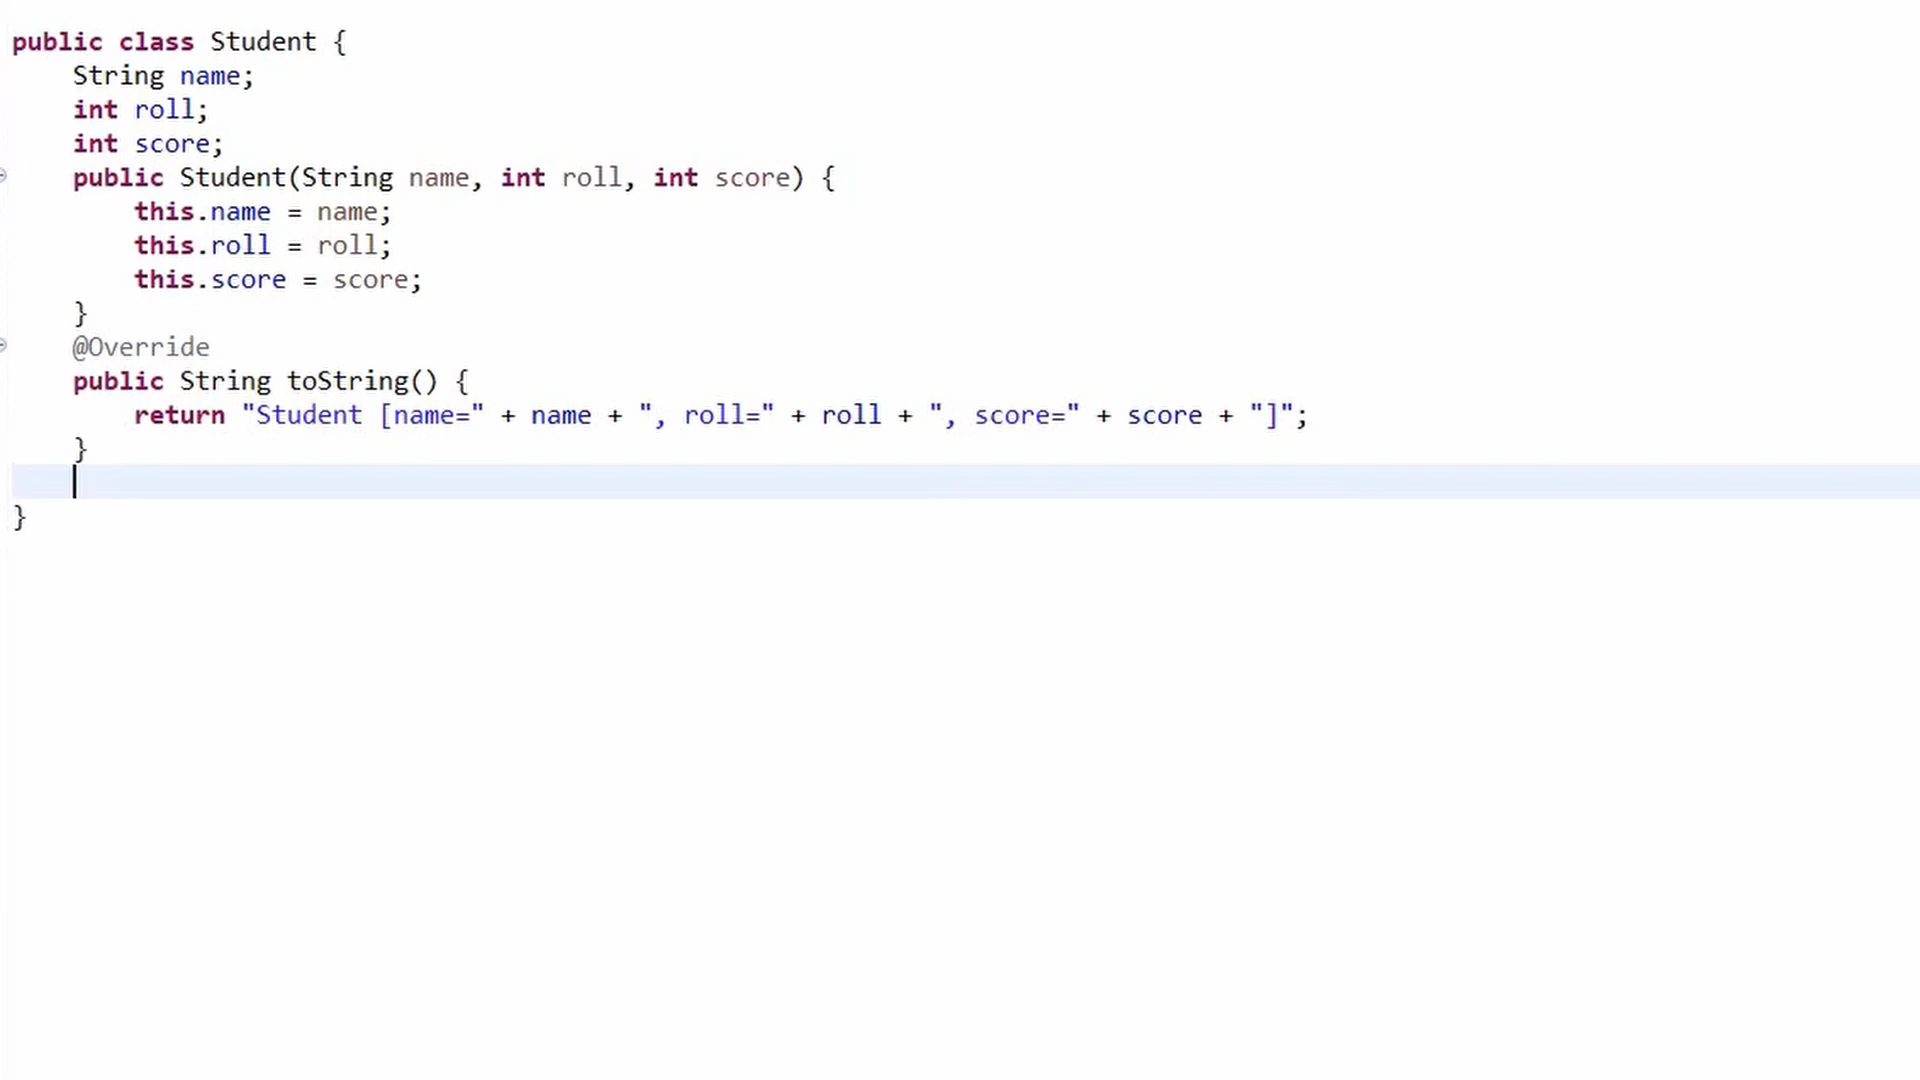 public class Student {
    String name;
    int roll;
    int score;
    public Student(String name, int roll, int score) {
        this.name = name;
        this.roll = roll;
        this.score = score;
    }
    @Override
    public String toString() {
        return "Student [name=" + name + ", roll=" + roll + ", score=" + score + "]";
    }
}